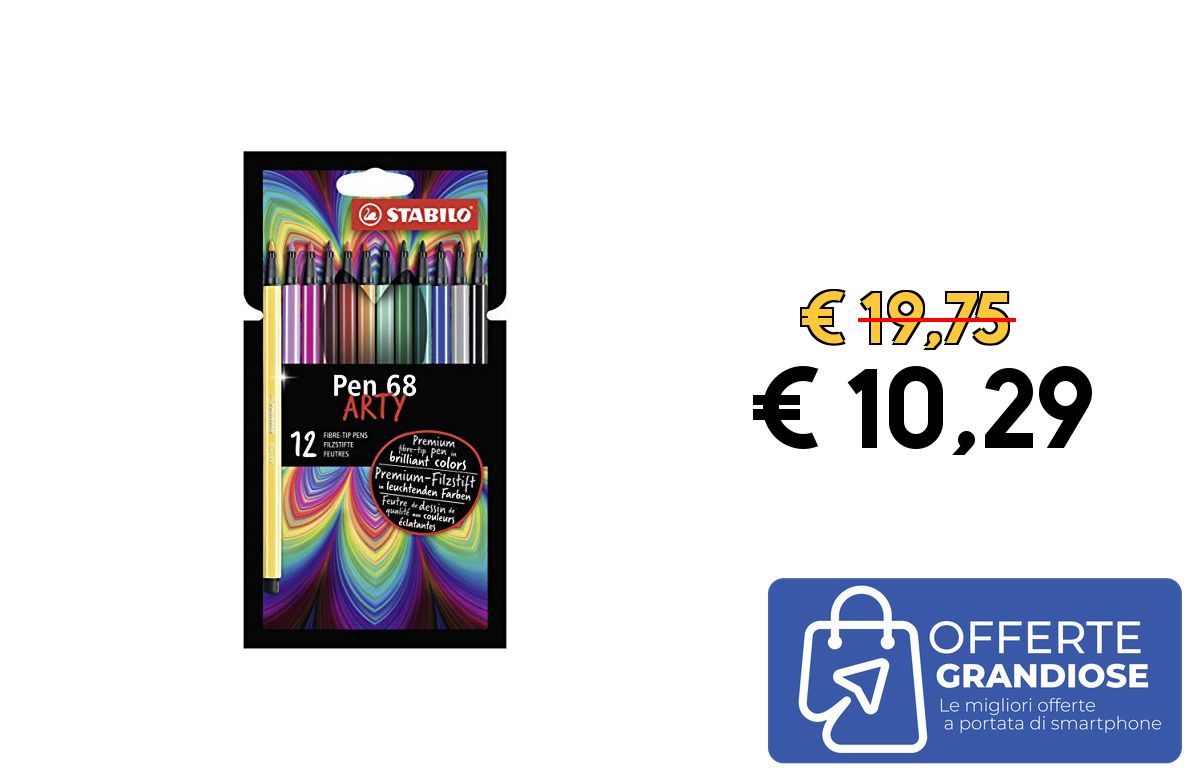 STABILO
Pen 68
ARTY
12
FIBRE-TIP PENS
FILZSTIFTE
FEUTRES
Premium
fibre-tip pen in
brilliant colors
Premium-Filzstift
in leuchtenden Farben
Feutre de dessin de
qualité aux couleurs
éclatantes
€ 19,75
€ 10,29
OFFERTE
GRANDIOSE
Le migliori offerte
a portata di smartphone